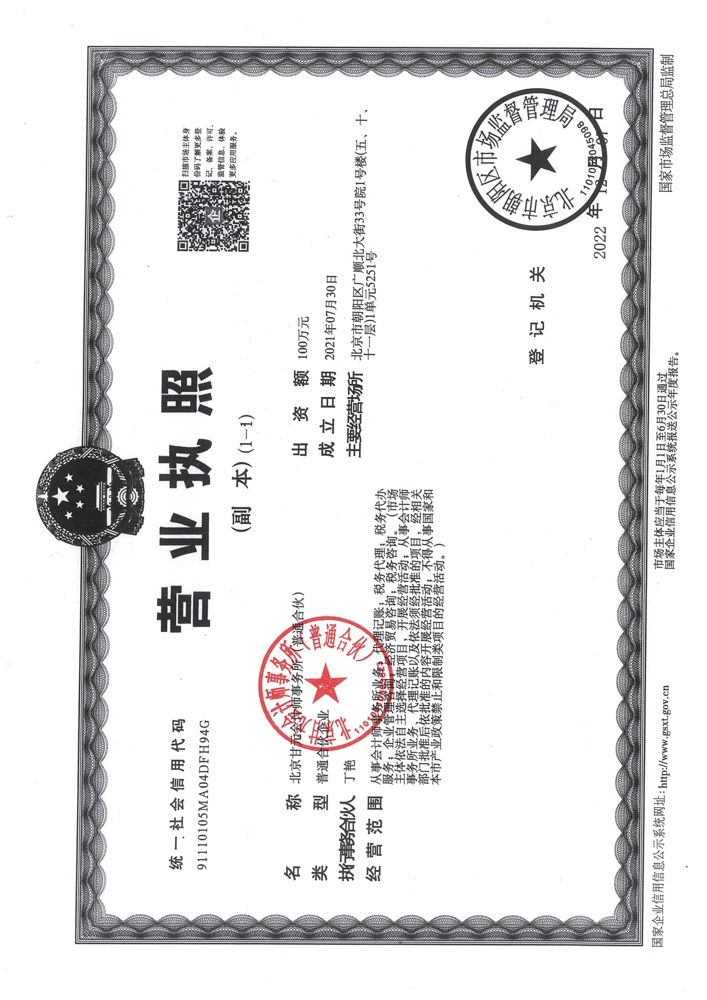 统一社会信用代码
91110105MA04DFH94G
营业执照
(副 本)(1-1)
扫描市场主体身
份码了解更多登
记、备案、许可、
监管信息、体验
更多应用服务。
企
名 称 北京甘元会计师事务所(普通合伙)
类 型 普通合伙企业
执行事务合伙人 丁艳
经营范围 从事会计师事务所业务;代理记账;税务代理;税务代办
服务;企业管理咨询;经济贸易咨询;税务咨询。(市场
主体依法自主选择经营项目,开展经营活动;从事会计师
事务所业务、代理记账以及依法须经批准的项目,经相关
部门批准后依批准的内容开展经营活动;不得从事国家和
本市产业政策禁止和限制类项目的经营活动。)
出 资 额 100万元
成立日期 2021年07月30日
主要经营场所 北京市朝阳区广顺北大街33号院1号楼(五、十、
十一层)1单元5251号
北京甘元会计师事务所(普通合伙)
登记机关
北京市朝阳区市场监督管理局
2022 年 12 月 07 日
国家企业信用信息公示系统网址:http://www.gsxt.gov.cn
市场主体应当于每年1月1日至6月30日通过
国家企业信用信息公示系统报送公示年度报告。
国家市场监督管理总局监制